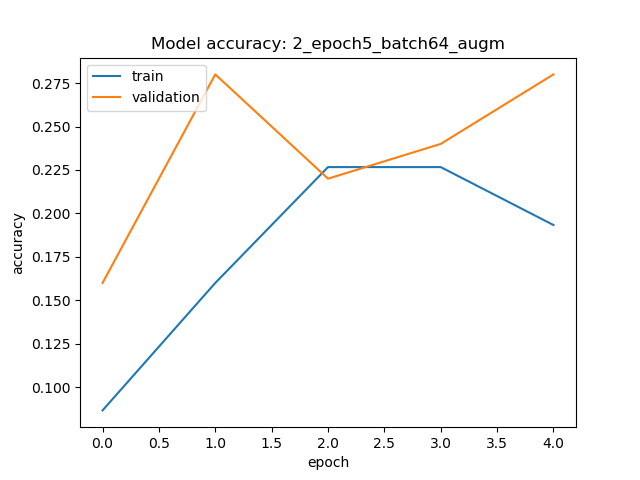 Model accuracy: 2_epoch5_batch64_augm
train
validation
0.275
0.250
0.225
0.200
0.175
0.150
0.125
0.100
accuracy
0.0 0.5 1.0 1.5 2.0 2.5 3.0 3.5 4.0
epoch